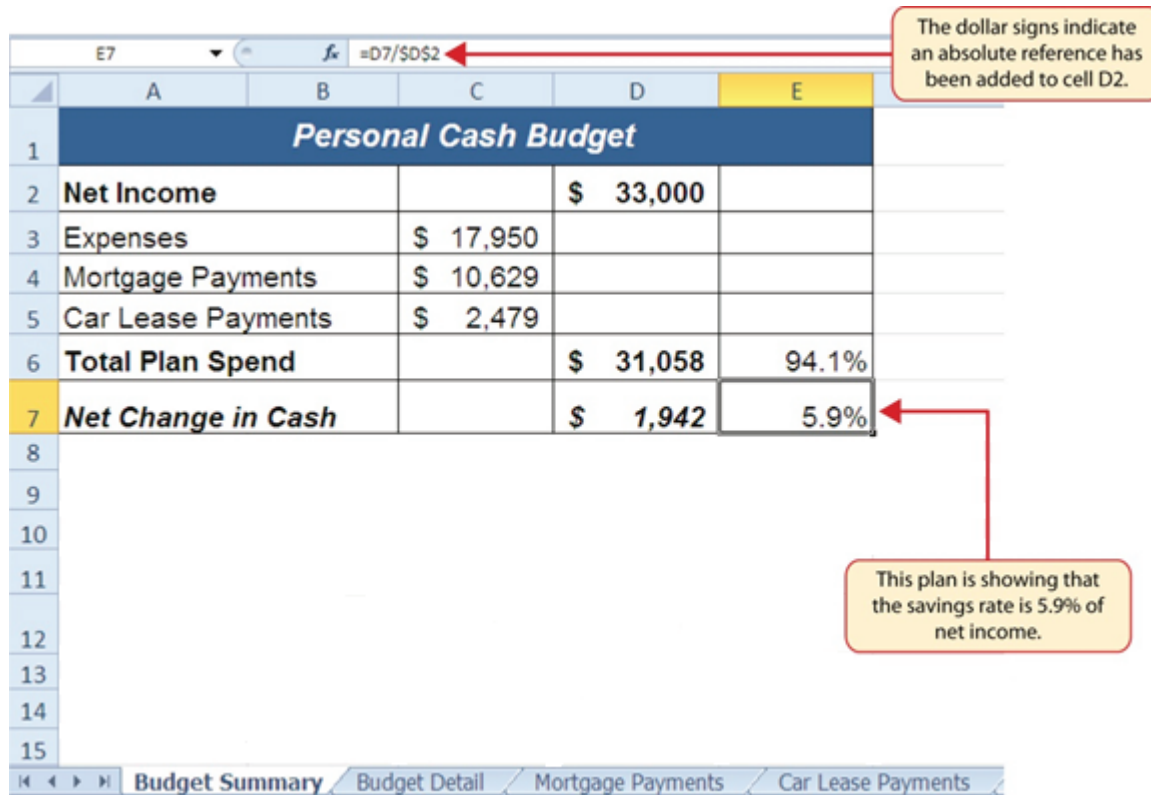 The dollar signs indicate
an absolute reference has
been added to cell D2.
E7 fx =D7/$D$2
A B C D E
1 Personal Cash Budget
2 Net Income $ 33,000
3 Expenses $ 17,950
4 Mortgage Payments $ 10,629
5 Car Lease Payments $ 2,479
6 Total Plan Spend $ 31,058 94.1%
7 Net Change in Cash $ 1,942 5.9%
8
9
10
11
This plan is showing that
the savings rate is 5.9% of
net income.
12
13
14
15
Budget Summary Budget Detail Mortgage Payments Car Lease Payments